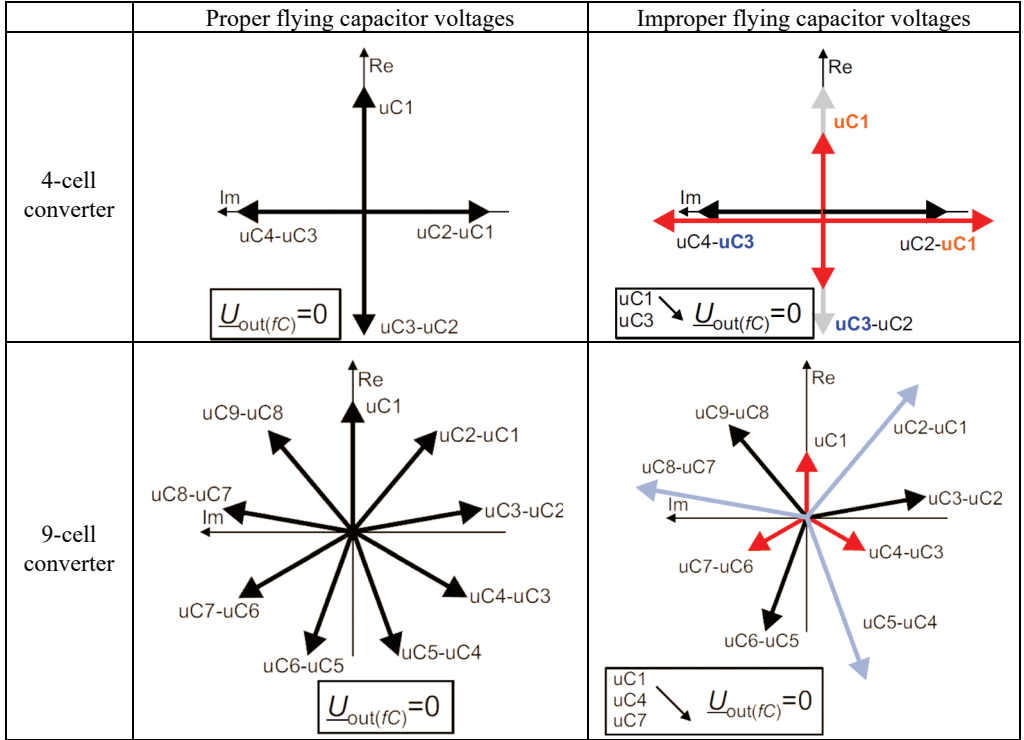 Proper flying capacitor voltages
Improper flying capacitor voltages
4-cell
converter
Re
uC1
Im
uC4-uC3
uC2-uC1
uC3-uC2
U_out(fC)=0
Re
uC1
Im
uC4-uC3
uC2-uC1
uC1
uC3
U_out(fC)=0
uC3-uC2
9-cell
converter
Re
uC1
uC9-uC8
uC2-uC1
uC8-uC7
Im
uC3-uC2
uC7-uC6
uC4-uC3
uC6-uC5
uC5-uC4
U_out(fC)=0
Re
uC9-uC8
uC1
uC2-uC1
uC8-uC7
Im
uC3-uC2
uC7-uC6
uC4-uC3
uC6-uC5
uC5-uC4
uC1
uC4
uC7
U_out(fC)=0